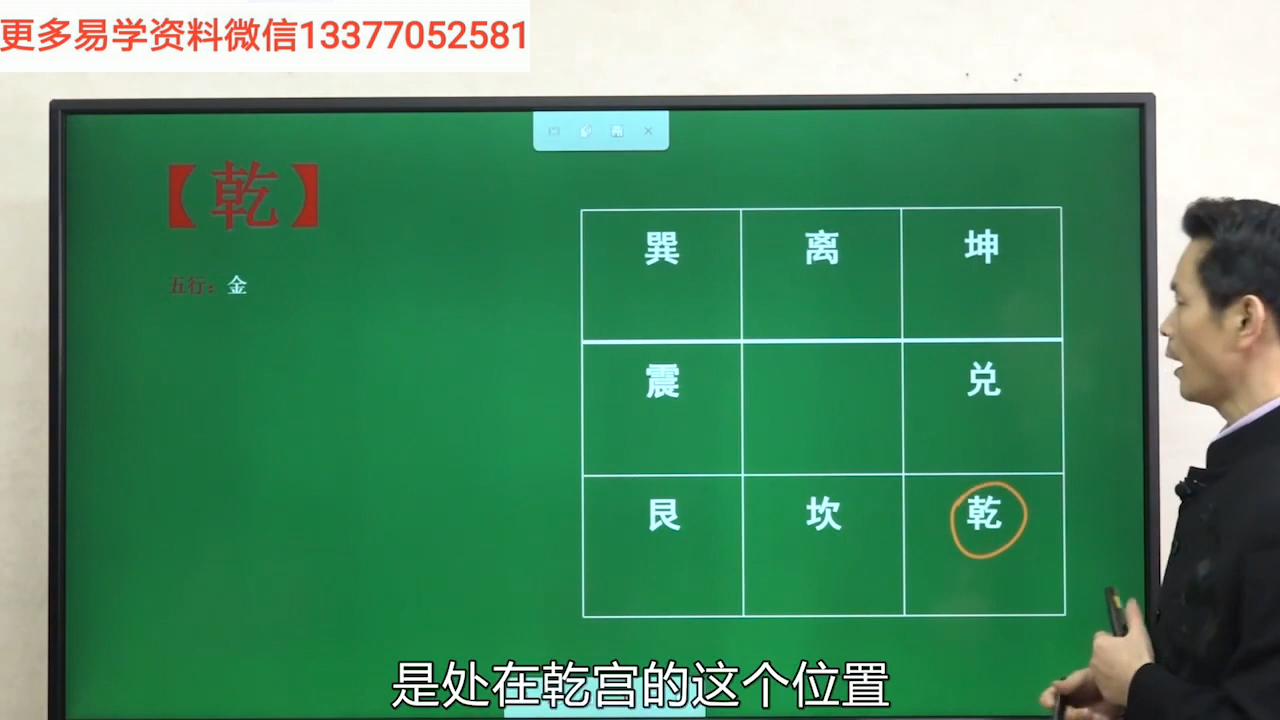 更多易学资料微信13377052581
【乾】
五行：金
巽 离 坤
震 兑
艮 坎 乾
是处在乾宫的这个位置